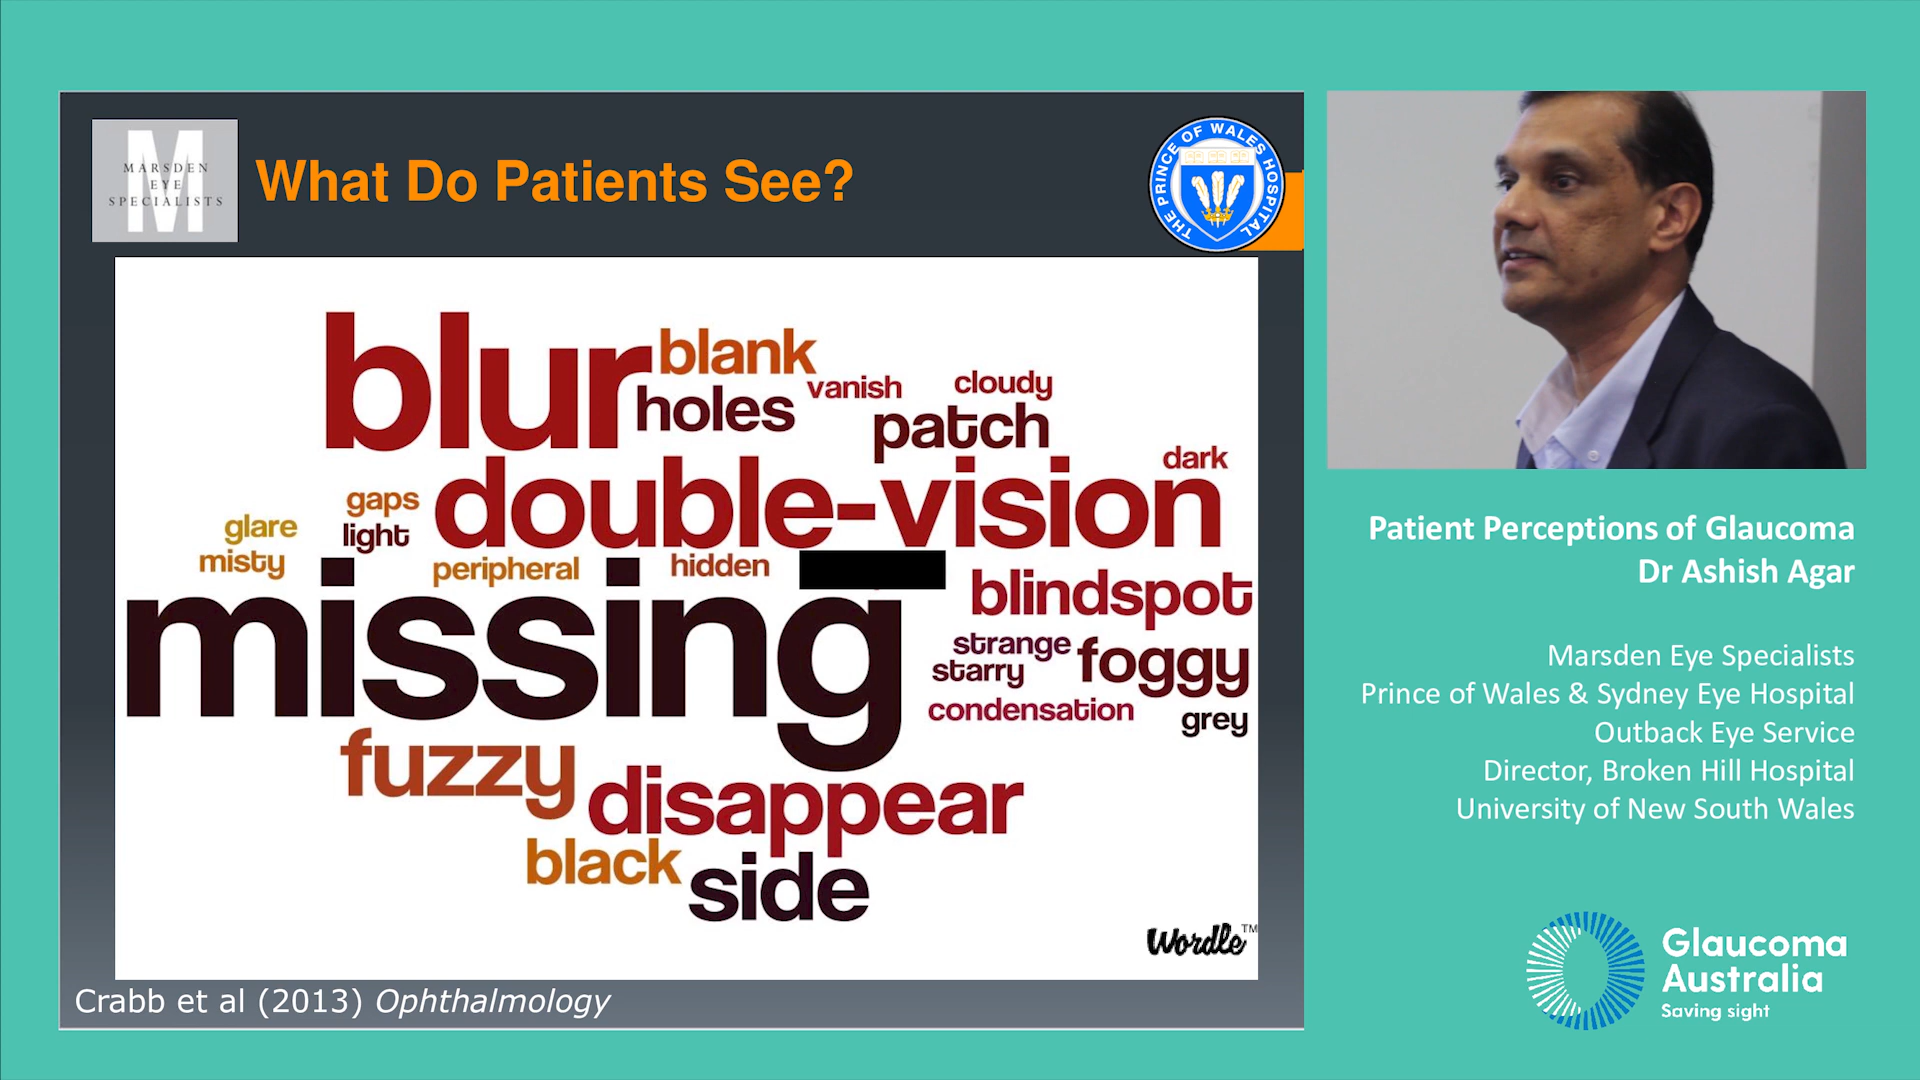 MARSDEN
EYE
SPECIALISTS
What Do Patients See?
THE PRINCE OF WALES HOSPITAL
blur
blank
holes
vanish
cloudy
patch
dark
gaps
double-vision
glare
light
misty
peripheral
hidden
missing
blindspot
strange
starry
foggy
condensation
grey
fuzzy
disappear
black
side
Wordle™
Crabb et al (2013) Ophthalmology
Patient Perceptions of Glaucoma
Dr Ashish Agar
Marsden Eye Specialists
Prince of Wales & Sydney Eye Hospital
Outback Eye Service
Director, Broken Hill Hospital
University of New South Wales
Glaucoma
Australia
Saving sight